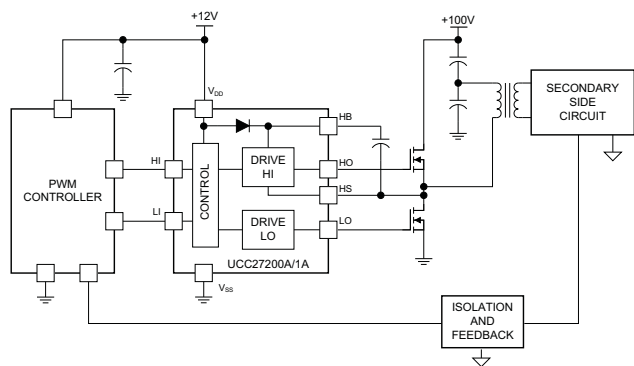 +12V
+100V
V_DD
HB
SECONDARY
SIDE
CIRCUIT
PWM
CONTROLLER
HI
LI
CONTROL
DRIVE
HI
HO
HS
DRIVE
LO
LO
UCC27200A/1A
V_SS
ISOLATION
AND
FEEDBACK